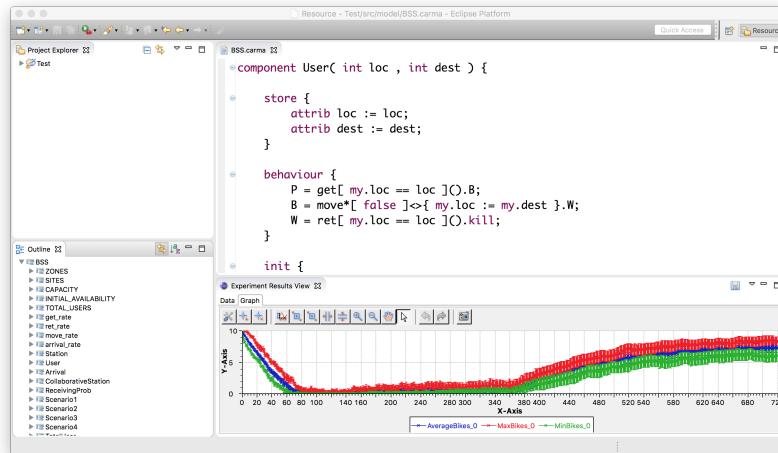 Resource - Test/src/model/BSS.carma - Eclipse Platform
Quick Access
Resourc
Project Explorer
Test
BSS.carma
component User( int loc , int dest ) {
store {
attrib loc := loc;
attrib dest := dest;
}
behaviour {
P = get[ my.loc == loc ]().B;
B = move*[ false ]<>{ my.loc := my.dest }.W;
W = ret[ my.loc == loc ]().kill;
}
init {
Outline
BSS
ZONES
SITES
CAPACITY
INITIAL_AVAILABILITY
TOTAL_USERS
get_rate
ret_rate
move_rate
arrival_rate
Station
User
Arrival
CollaborativeStation
ReceivingProb
Scenario1
Scenario2
Scenario3
Scenario4
Experiment Results View
Data Graph
10
5
0
Y-Axis
0 20 40 60 80 100 140 160 200 240 280 300 340 380 400 440 480 520 540 580 620 640 680 72
X-Axis
AverageBikes_0 MaxBikes_0 MinBikes_0